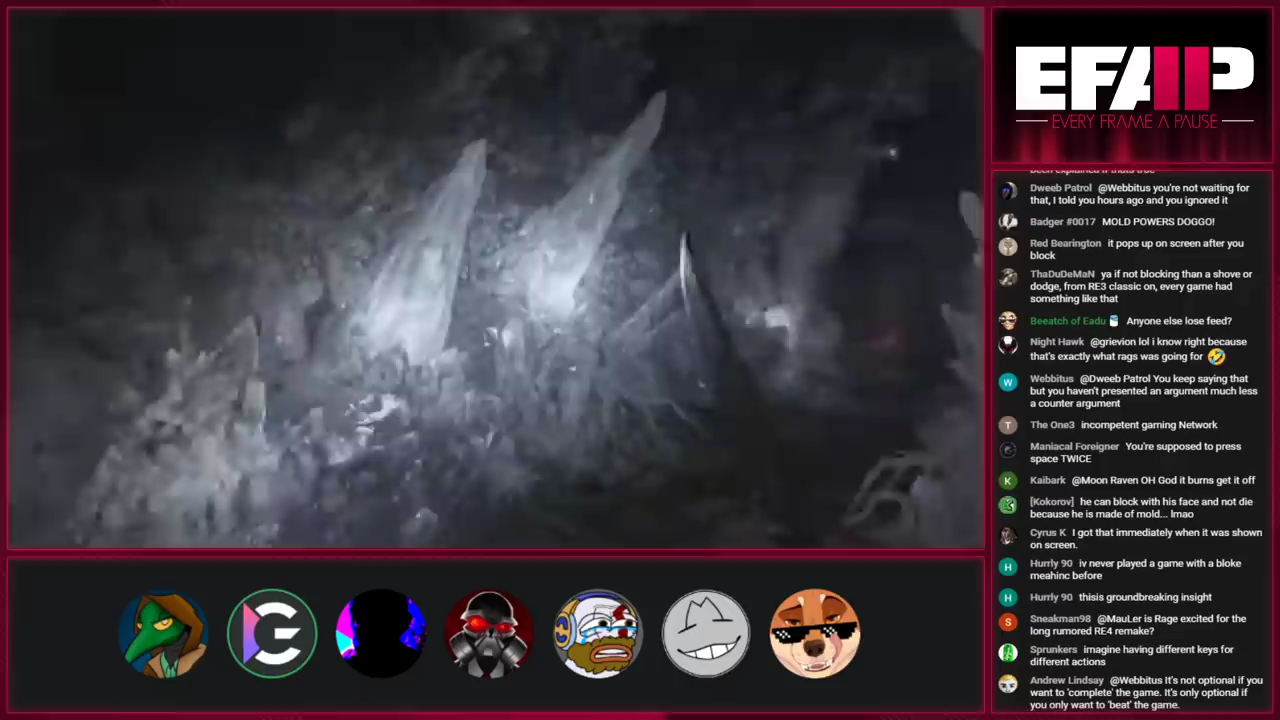 EFAP
EVERY FRAME A PAUSE
been explained if thats true
Dweeb Patrol @Webbitus you're not waiting for
that, I told you hours ago and you ignored it
Badger #0017 MOLD POWERS DOGGO!
Red Bearington it pops up on screen after you
block
ThaDuDeMaN ya if not blocking than a shove or
dodge, from RE3 classic on, every game had
something like that
Beeatch of Eadu Anyone else lose feed?
Night Hawk @grievion lol i know right because
that's exactly what rags was going for 🤣
Webbitus @Dweeb Patrol You keep saying that
but you haven't presented an argument much less
a counter argument
The One3 incompetent gaming Network
Maniacal Foreigner You're supposed to press
space TWICE
Kaibark @Moon Raven OH God it burns get it off
[Kokorov] he can block with his face and not die
because he is made of mold... lmao
Cyrus K I got that immediately when it was shown
on screen.
Hurrly 90 iv never played a game with a bloke
meahinc before
Hurrly 90 thisis groundbreaking insight
Sneakman98 @MauLer is Rage excited for the
long rumored RE4 remake?
Sprunkers imagine having different keys for
different actions
Andrew Lindsay @Webbitus It's not optional if you
want to 'complete' the game. It's only optional if
you only want to 'beat' the game.